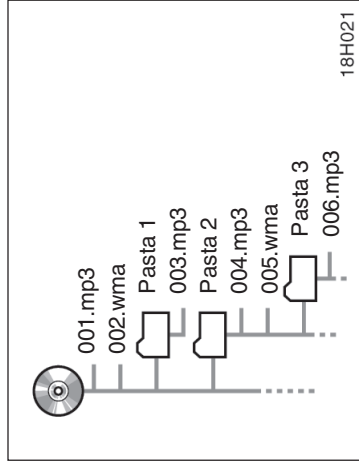 001.mp3
002.wma
Pasta 1
003.mp3
Pasta 2
004.mp3
005.wma
Pasta 3
006.mp3
18H021